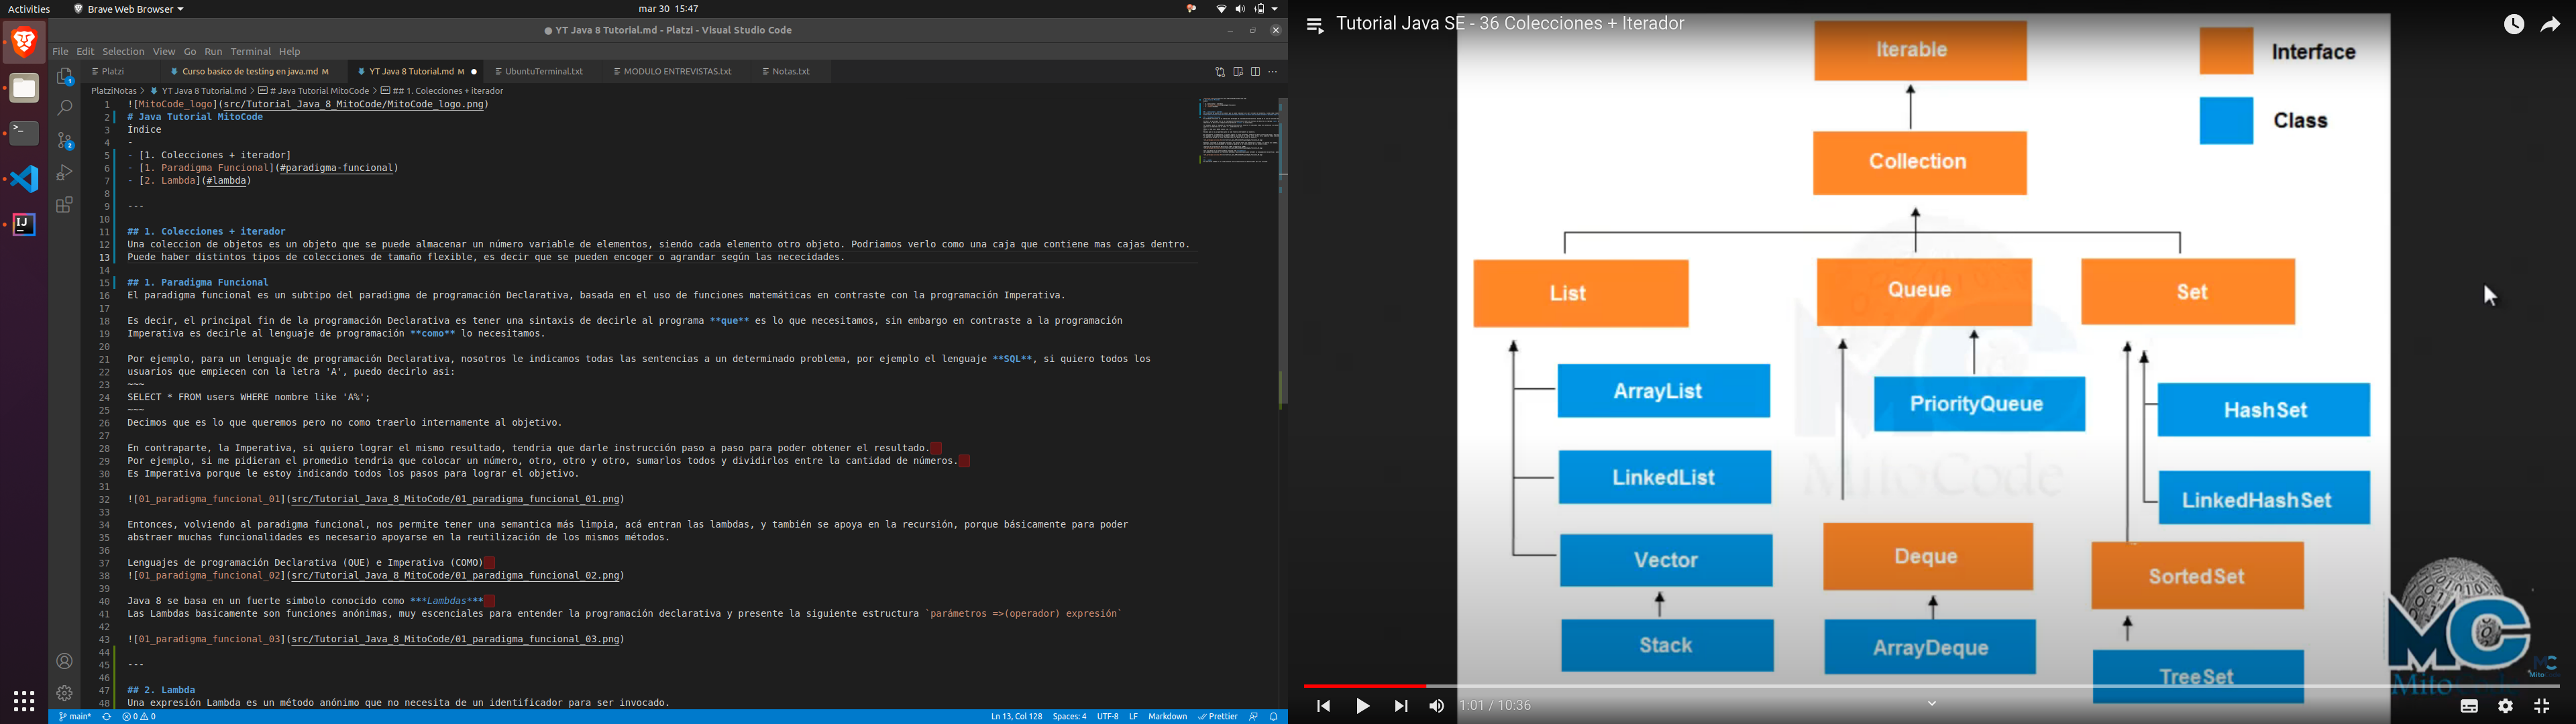 Activities
Brave Web Browser
mar 30 15:47
YT Java 8 Tutorial.md - Platzi - Visual Studio Code
File Edit Selection View Go Run Terminal Help
Platzi
Curso basico de testing en java.md M
YT Java 8 Tutorial.md M
UbuntuTerminal.txt
MODULO ENTREVISTAS.txt
Notas.txt
PlatziNotas > YT Java 8 Tutorial.md > # Java Tutorial MitoCode > ## 1. Colecciones + iterador
1 ![MitoCode_logo](src/Tutorial_Java_8_MitoCode/MitoCode_logo.png)
2 # Java Tutorial MitoCode
3 Índice
4 -
5 - [1. Colecciones + iterador]
6 - [1. Paradigma Funcional](#paradigma-funcional)
7 - [2. Lambda](#lambda)
8
9 ---
10
11 ## 1. Colecciones + iterador
12 Una coleccion de objetos es un objeto que se puede almacenar un número variable de elementos, siendo cada elemento otro objeto. Podriamos verlo como una caja que contiene mas cajas dentro.
13 Puede haber distintos tipos de colecciones de tamaño flexible, es decir que se pueden encoger o agrandar según las nececidades.
14
15 ## 1. Paradigma Funcional
16 El paradigma funcional es un subtipo del paradigma de programación Declarativa, basada en el uso de funciones matemáticas en contraste con la programación Imperativa.
17
18 Es decir, el principal fin de la programación Declarativa es tener una sintaxis de decirle al programa **que** es lo que necesitamos, sin embargo en contraste a la programación
19 Imperativa es decirle al lenguaje de programación **como** lo necesitamos.
20
21 Por ejemplo, para un lenguaje de programación Declarativa, nosotros le indicamos todas las sentencias a un determinado problema, por ejemplo el lenguaje **SQL**, si quiero todos los
22 usuarios que empiecen con la letra 'A', puedo decirlo asi:
23 ~~~
24 SELECT * FROM users WHERE nombre like 'A%';
25 ~~~
26 Decimos que es lo que queremos pero no como traerlo internamente al objetivo.
27
28 En contraparte, la Imperativa, si quiero lograr el mismo resultado, tendria que darle instrucción paso a paso para poder obtener el resultado.
29 Por ejemplo, si me pidieran el promedio tendria que colocar un número, otro, otro y otro, sumarlos todos y dividirlos entre la cantidad de números.
30 Es Imperativa porque le estoy indicando todos los pasos para lograr el objetivo.
31
32 ![01_paradigma_funcional_01](src/Tutorial_Java_8_MitoCode/01_paradigma_funcional_01.png)
33
34 Entonces, volviendo al paradigma funcional, nos permite tener una semantica más limpia, acá entran las lambdas, y también se apoya en la recursión, porque básicamente para poder
35 abstraer muchas funcionalidades es necesario apoyarse en la reutilización de los mismos métodos.
36
37 Lenguajes de programación Declarativa (QUE) e Imperativa (COMO)
38 ![01_paradigma_funcional_02](src/Tutorial_Java_8_MitoCode/01_paradigma_funcional_02.png)
39
40 Java 8 se basa en un fuerte simbolo conocido como ***Lambdas***
41 Las Lambdas basicamente son funciones anónimas, muy escenciales para entender la programación declarativa y presente la siguiente estructura `parámetros =>(operador) expresión`
42
43 ![01_paradigma_funcional_03](src/Tutorial_Java_8_MitoCode/01_paradigma_funcional_03.png)
44
45 ---
46
47 ## 2. Lambda
48 Una expresión Lambda es un método anónimo que no necesita de un identificador para ser invocado.
main* 0 0
Ln 13, Col 128 Spaces: 4 UTF-8 LF Markdown Prettier
Tutorial Java SE - 36 Colecciones + Iterador
Iterable
Interface
Class
Collection
List
Queue
Set
ArrayList
PriorityQueue
HashSet
LinkedList
LinkedHashSet
MitoCode
Vector
Deque
SortedSet
Stack
ArrayDeque
TreeSet
MC
Mito
1:01 / 10:36